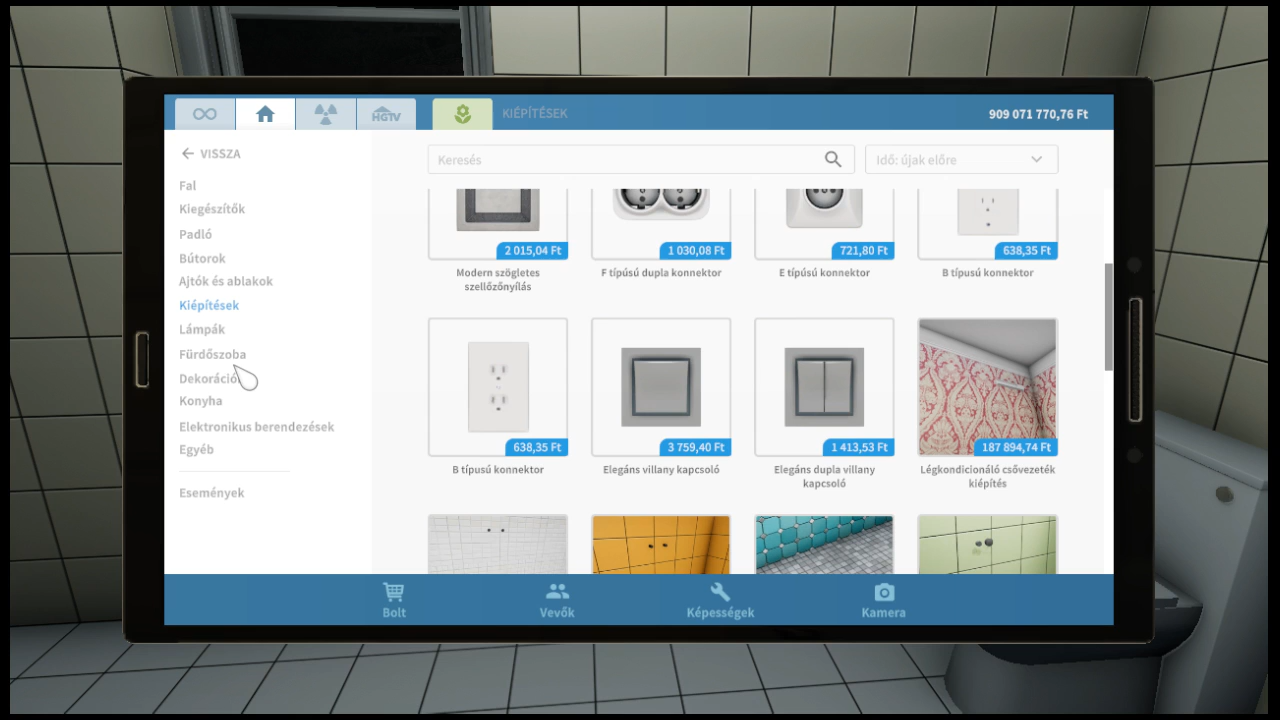 HGTV
KIÉPÍTÉSEK
909 071 770,76 Ft
VISSZA
Keresés
Idő: újak előre
Fal
Kiegészítők
Padló
Bútorok
Ajtók és ablakok
Kiépítések
Lámpák
Fürdőszoba
Dekoráció
Konyha
Elektronikus berendezések
Egyéb
Események
2 015,04 Ft
1 030,08 Ft
721,80 Ft
638,35 Ft
Modern szögletes
szellőzőnyílás
F típúsú dupla konnektor
E típúsú konnektor
B típusú konnektor
638,35 Ft
3 759,40 Ft
1 413,53 Ft
187 894,74 Ft
B típusú konnektor
Elegáns villany kapcsoló
Elegáns dupla villany
kapcsoló
Légkondicionáló csővezeték
kiépítés
Bolt
Vevők
Képességek
Kamera